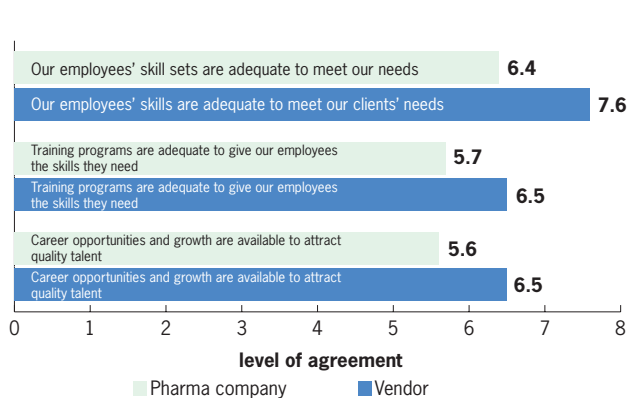 Our employees’ skill sets are adequate to meet our needs
6.4
Our employees’ skills are adequate to meet our clients’ needs
7.6
Training programs are adequate to give our employees
the skills they need
5.7
Training programs are adequate to give our employees
the skills they need
6.5
Career opportunities and growth are available to attract
quality talent
5.6
Career opportunities and growth are available to attract
quality talent
6.5
0 1 2 3 4 5 6 7 8
level of agreement
Pharma company Vendor